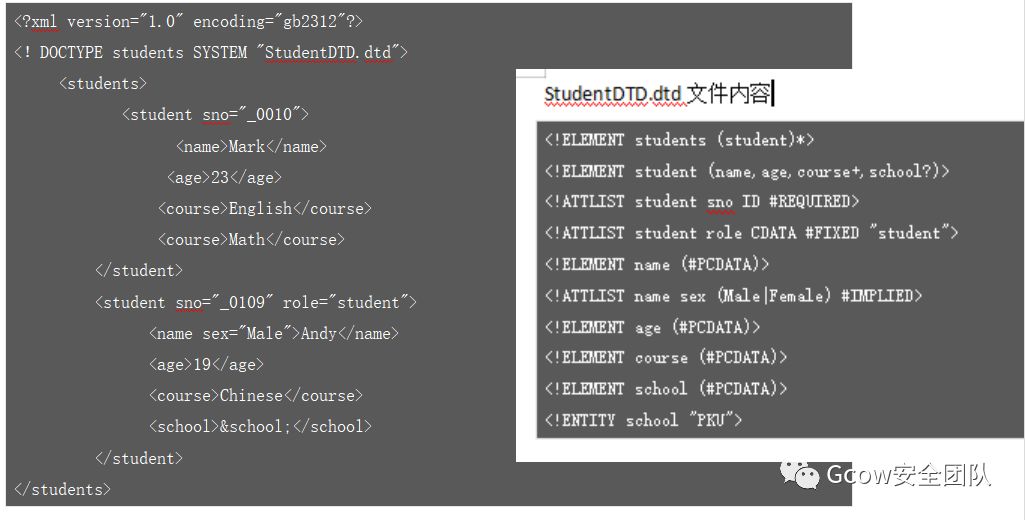 <?xml version="1.0" encoding="gb2312"?>
<! DOCTYPE students SYSTEM "StudentDTD.dtd">
<students>
<student sno="_0010">
<name>Mark</name>
<age>23</age>
<course>English</course>
<course>Math</course>
</student>
<student sno="_0109" role="student">
<name sex="Male">Andy</name>
<age>19</age>
<course>Chinese</course>
<school>&school;</school>
</student>
</students>
StudentDTD.dtd 文件内容
<!ELEMENT students (student)*>
<!ELEMENT student (name,age,course+,school?)>
<!ATTLIST student sno ID #REQUIRED>
<!ATTLIST student role CDATA #FIXED "student">
<!ELEMENT name (#PCDATA)>
<!ATTLIST name sex (Male|Female) #IMPLIED>
<!ELEMENT age (#PCDATA)>
<!ELEMENT course (#PCDATA)>
<!ELEMENT school (#PCDATA)>
<!ENTITY school "PKU">
Gcow安全团队